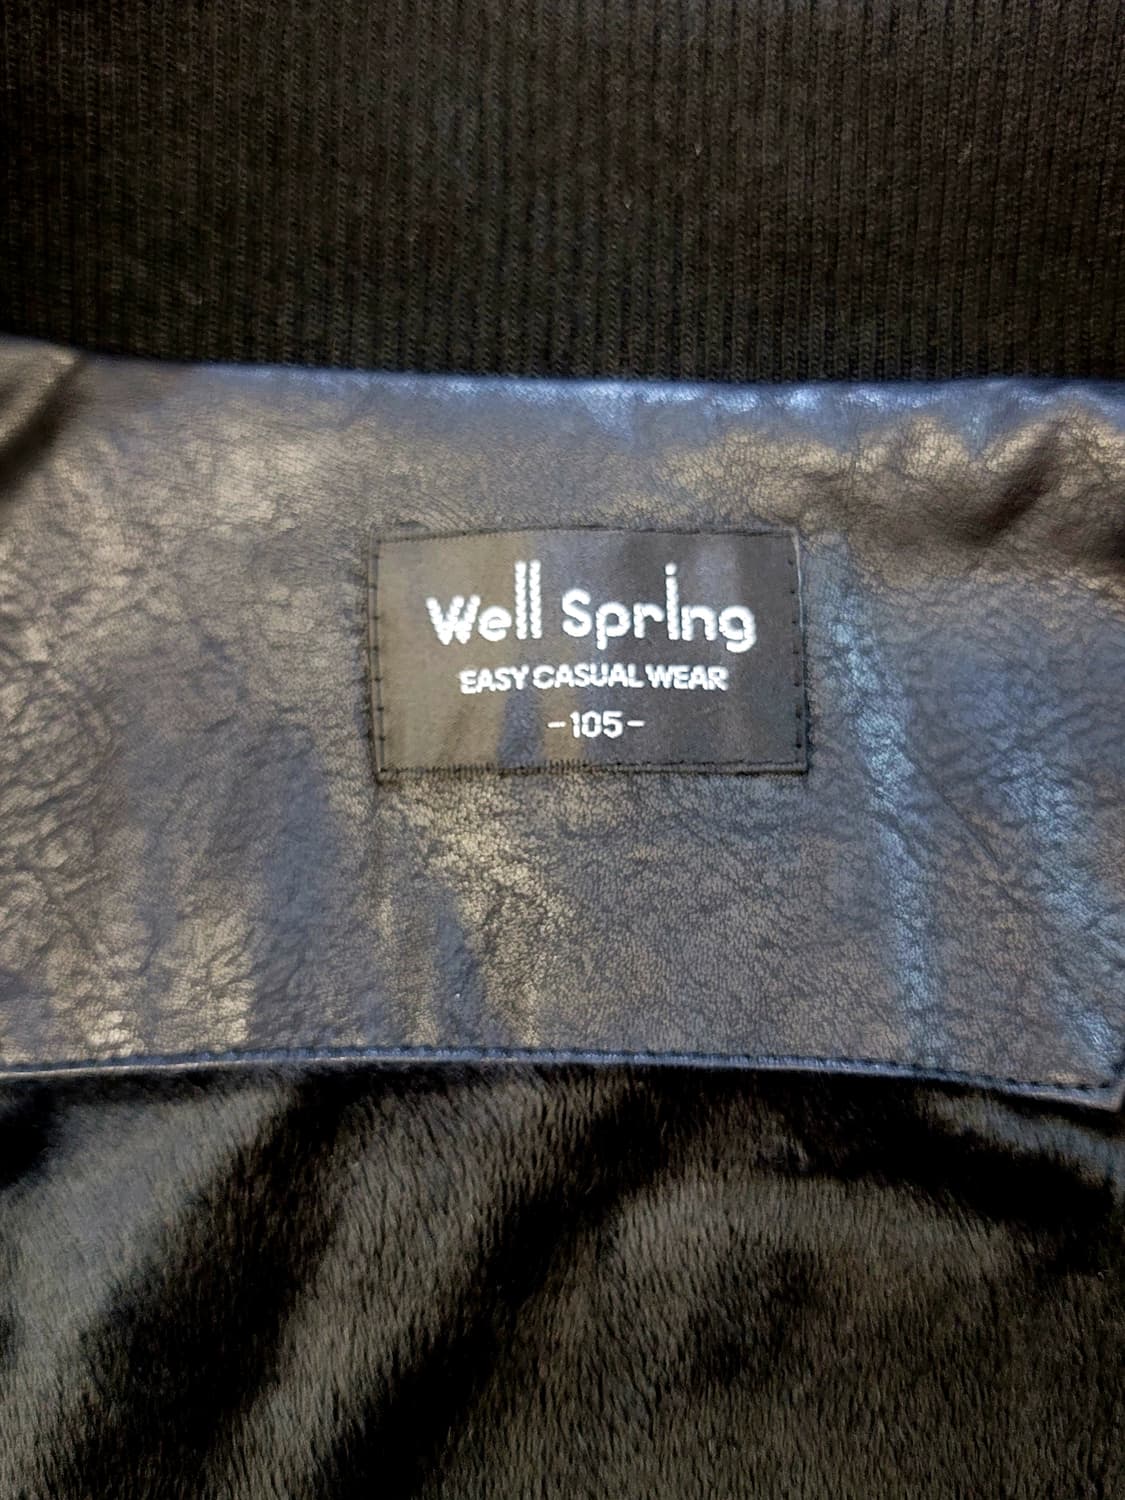 Well Spring
EASY CASUAL WEAR
-105-